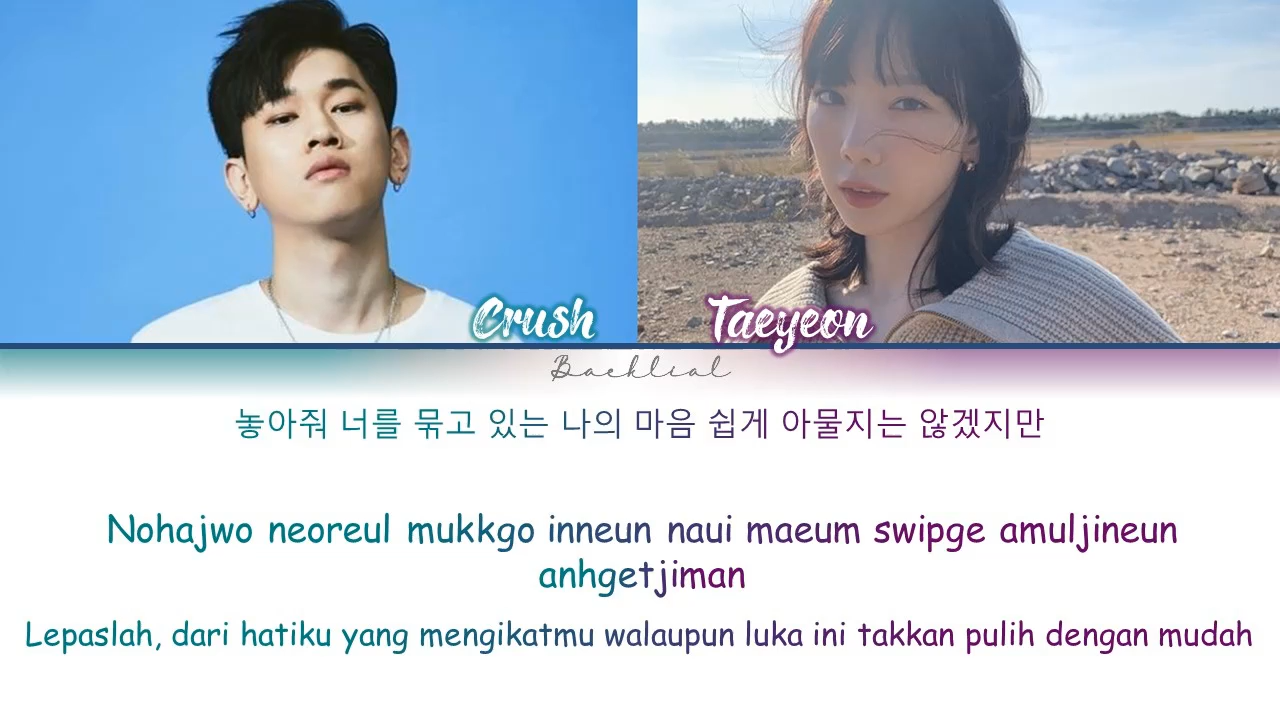 Crush
Taeyeon
Baeklial
놓아줘 너를 묶고 있는 나의 마음 쉽게 아물지는 않겠지만
Nohajwo neoreul mukkgo inneun naui maeum swipge amuljineun
anhgetjiman
Lepaslah, dari hatiku yang mengikatmu walaupun luka ini takkan pulih dengan mudah